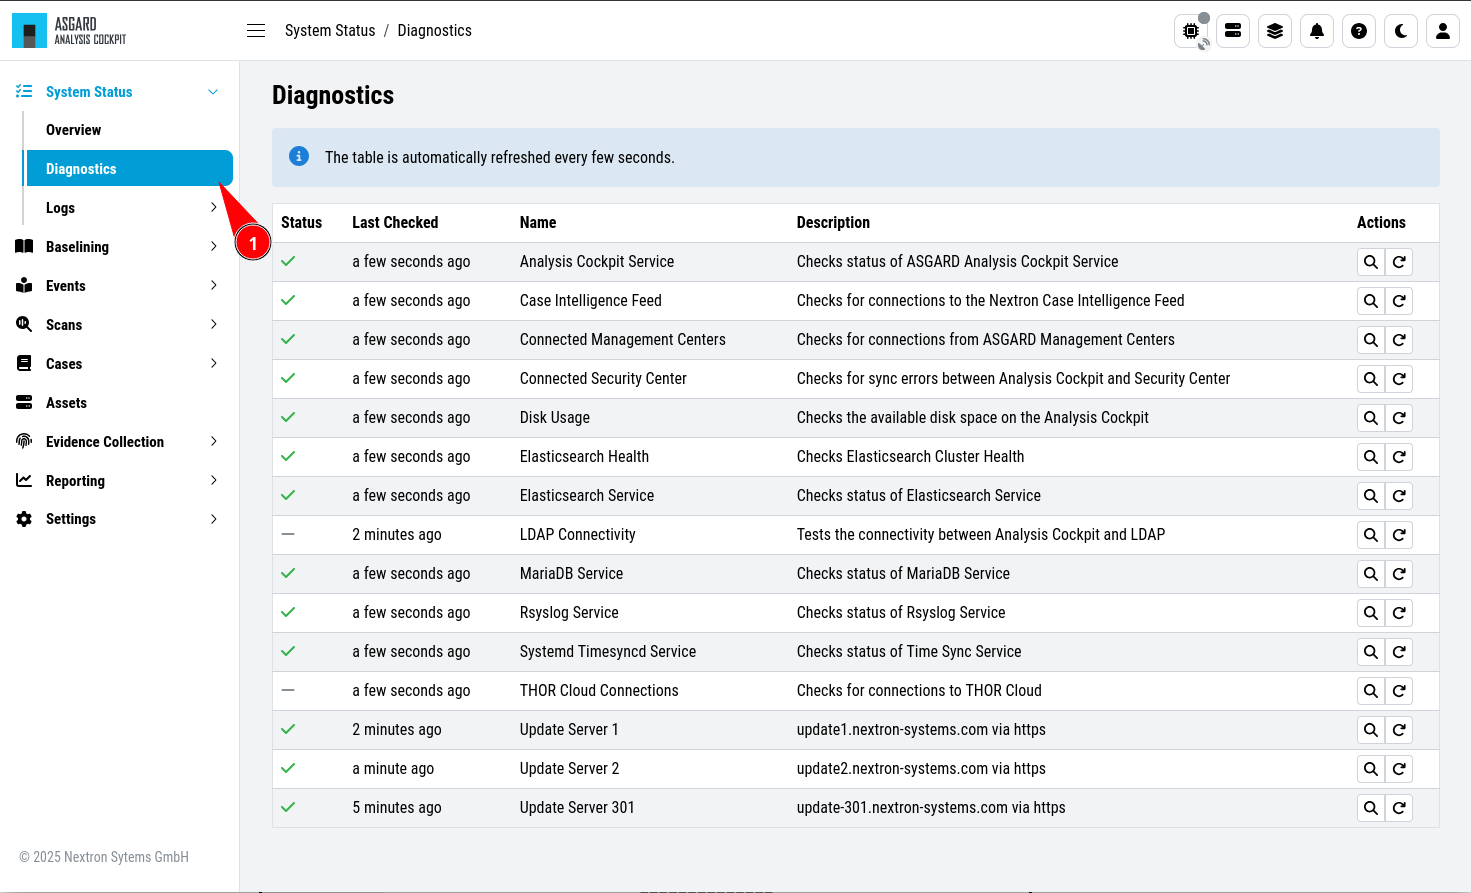 ASGARD
ANALYSIS COCKPIT
System Status / Diagnostics
System Status
Overview
Diagnostics
Logs
Baselining
Events
Scans
Cases
Assets
Evidence Collection
Reporting
Settings
© 2025 Nextron Sytems GmbH
1
Diagnostics
The table is automatically refreshed every few seconds.
Status Last Checked Name Description Actions
a few seconds ago Analysis Cockpit Service Checks status of ASGARD Analysis Cockpit Service
a few seconds ago Case Intelligence Feed Checks for connections to the Nextron Case Intelligence Feed
a few seconds ago Connected Management Centers Checks for connections from ASGARD Management Centers
a few seconds ago Connected Security Center Checks for sync errors between Analysis Cockpit and Security Center
a few seconds ago Disk Usage Checks the available disk space on the Analysis Cockpit
a few seconds ago Elasticsearch Health Checks Elasticsearch Cluster Health
a few seconds ago Elasticsearch Service Checks status of Elasticsearch Service
2 minutes ago LDAP Connectivity Tests the connectivity between Analysis Cockpit and LDAP
a few seconds ago MariaDB Service Checks status of MariaDB Service
a few seconds ago Rsyslog Service Checks status of Rsyslog Service
a few seconds ago Systemd Timesyncd Service Checks status of Time Sync Service
a few seconds ago THOR Cloud Connections Checks for connections to THOR Cloud
2 minutes ago Update Server 1 update1.nextron-systems.com via https
a minute ago Update Server 2 update2.nextron-systems.com via https
5 minutes ago Update Server 301 update-301.nextron-systems.com via https